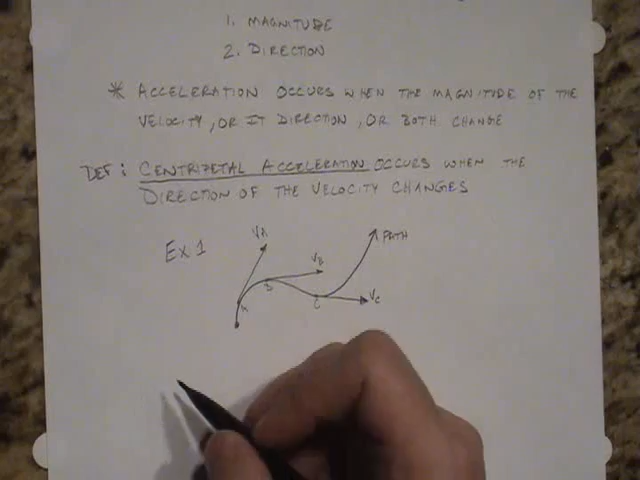 1. MAGNITUDE
2. DIRECTION
* ACCELERATION OCCURS WHEN THE MAGNITUDE OF THE
VELOCITY, OR IT DIRECTION, OR BOTH CHANGE
DEF: CENTRIPETAL ACCELERATION OCCURS WHEN THE
DIRECTION OF THE VELOCITY CHANGES
EX 1
VA
VB
PATH
A
B
C
VC